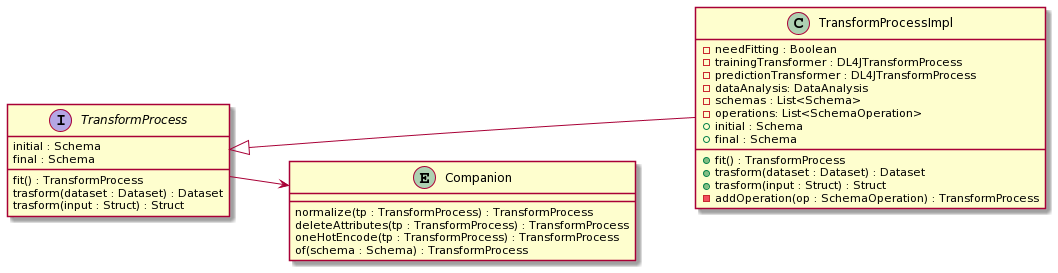 I TransformProcess
initial : Schema
final : Schema
fit() : TransformProcess
trasform(dataset : Dataset) : Dataset
trasform(input : Struct) : Struct
E Companion
normalize(tp : TransformProcess) : TransformProcess
deleteAttributes(tp : TransformProcess) : TransformProcess
oneHotEncode(tp : TransformProcess) : TransformProcess
of(schema : Schema) : TransformProcess
C TransformProcessImpl
needFitting : Boolean
trainingTransformer : DL4JTransformProcess
predictionTransformer : DL4JTransformProcess
dataAnalysis: DataAnalysis
schemas : List<Schema>
operations: List<SchemaOperation>
initial : Schema
final : Schema
fit() : TransformProcess
trasform(dataset : Dataset) : Dataset
trasform(input : Struct) : Struct
addOperation(op : SchemaOperation) : TransformProcess